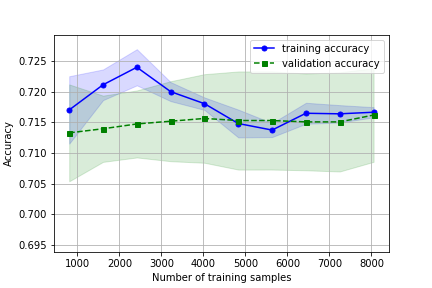 training accuracy
validation accuracy
0.725
0.720
0.715
0.710
0.705
0.700
0.695
Accuracy
1000 2000 3000 4000 5000 6000 7000 8000
Number of training samples